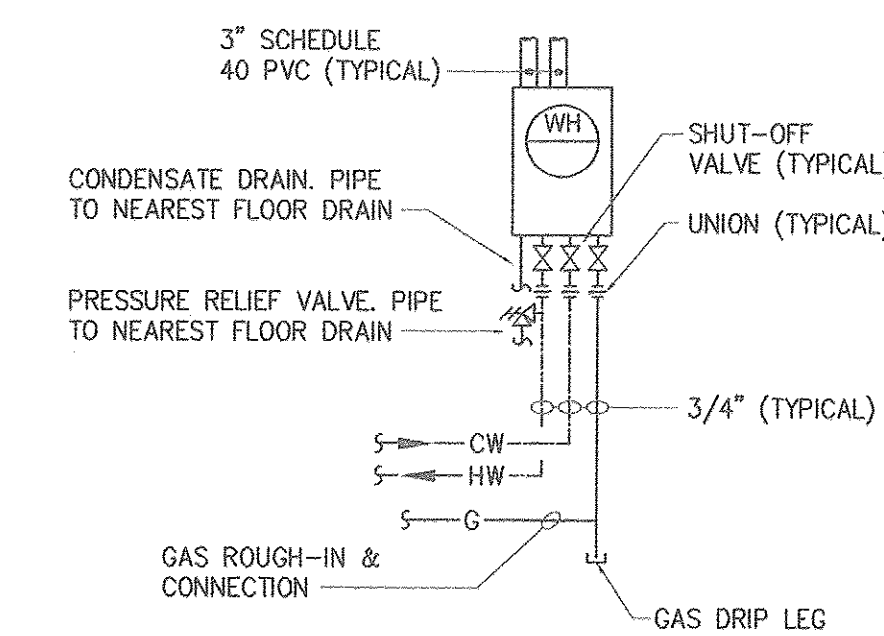 3" SCHEDULE
40 PVC (TYPICAL)
WH
SHUT-OFF
VALVE (TYPICAL)
CONDENSATE DRAIN. PIPE
TO NEAREST FLOOR DRAIN
UNION (TYPICAL)
PRESSURE RELIEF VALVE. PIPE
TO NEAREST FLOOR DRAIN
3/4" (TYPICAL)
CW
HW
G
GAS ROUGH-IN &
CONNECTION
GAS DRIP LEG